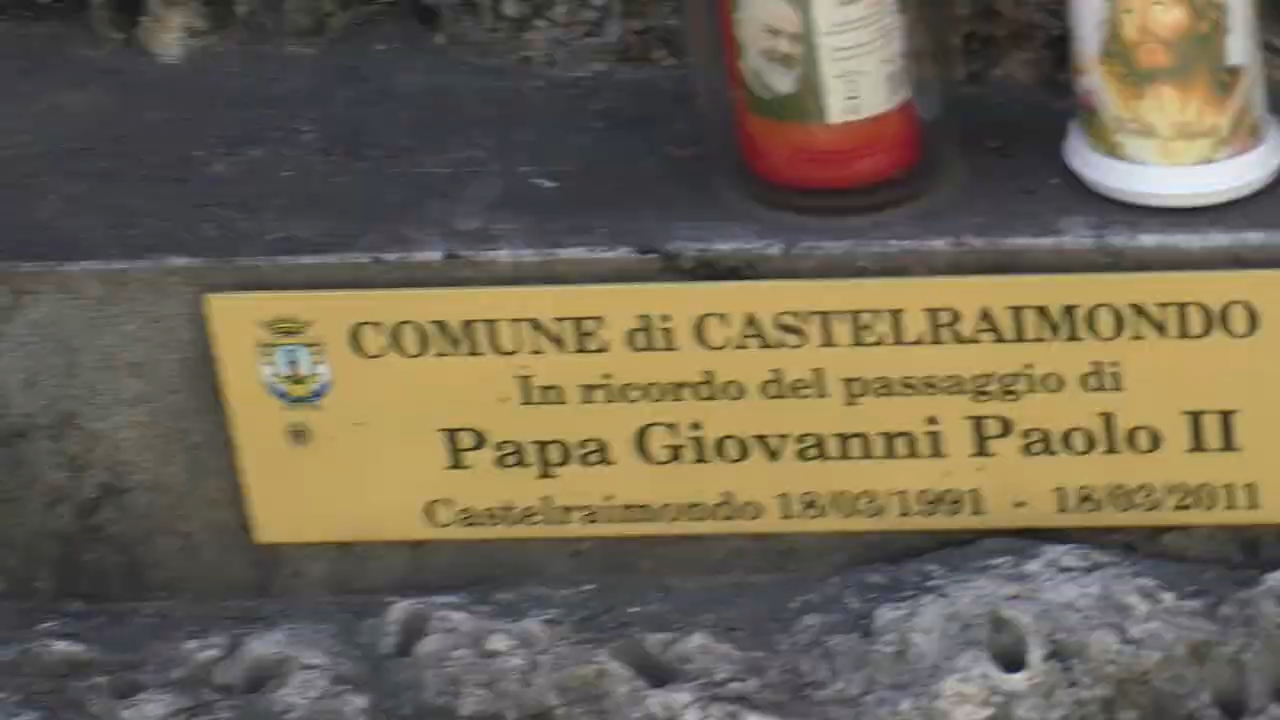 COMUNE di CASTELRAIMONDO
In ricordo del passaggio di
Papa Giovanni Paolo II
Castelraimondo 18/03/1991 - 18/03/2011